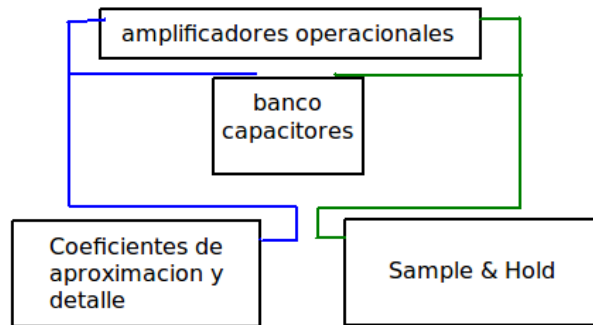 amplificadores operacionales
banco
capacitores
Coeficientes de
aproximacion y
detalle
Sample & Hold